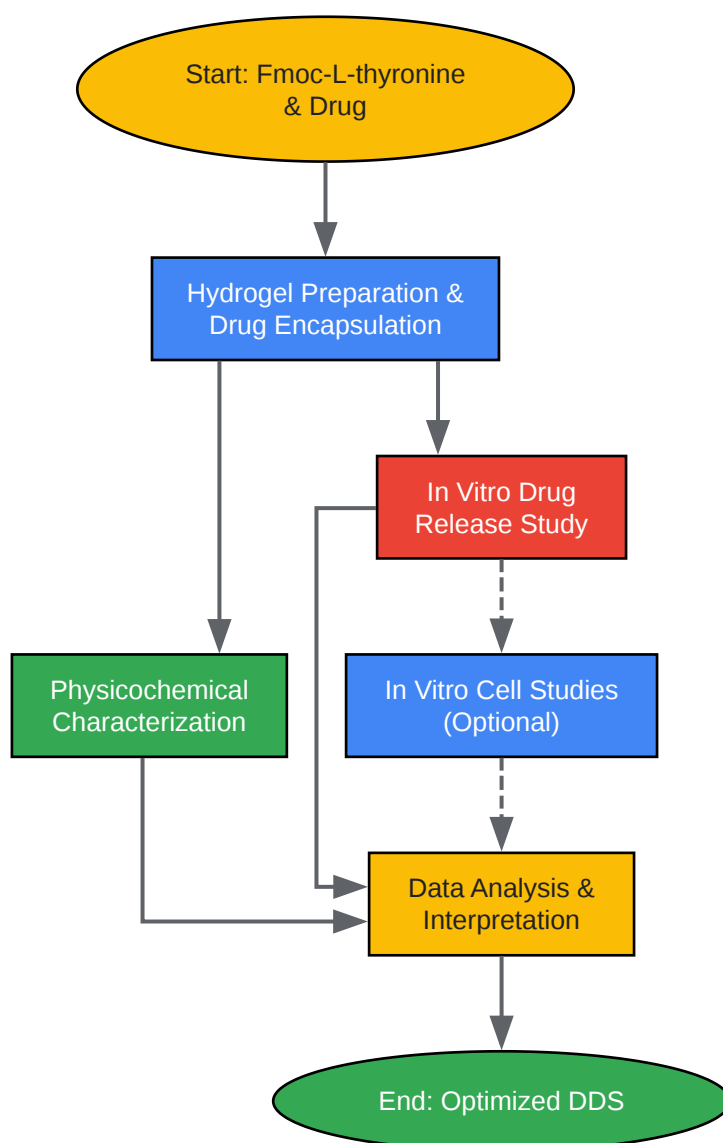 Start: Fmoc-L-thyronine
& Drug
Hydrogel Preparation &
Drug Encapsulation
In Vitro Drug
Release Study
Physicochemical
Characterization
In Vitro Cell Studies
(Optional)
Data Analysis &
Interpretation
End: Optimized DDS